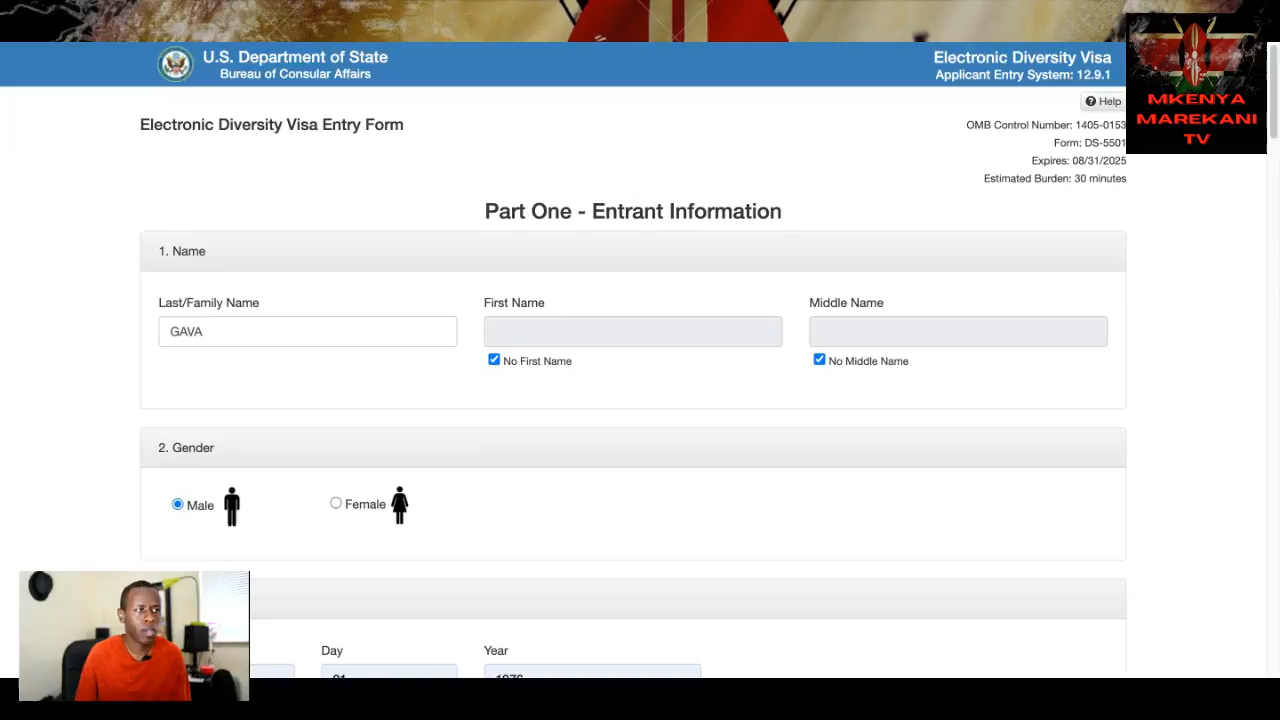 U.S. Department of State
Bureau of Consular Affairs
Electronic Diversity Visa
Applicant Entry System: 12.9.1
MKENYA
MAREKANI
TV
Help
Electronic Diversity Visa Entry Form
OMB Control Number: 1405-0153
Form: DS-5501
Expires: 08/31/2025
Estimated Burden: 30 minutes
Part One - Entrant Information
1. Name
Last/Family Name First Name Middle Name
GAVA
No First Name No Middle Name
2. Gender
Male Female
Day Year